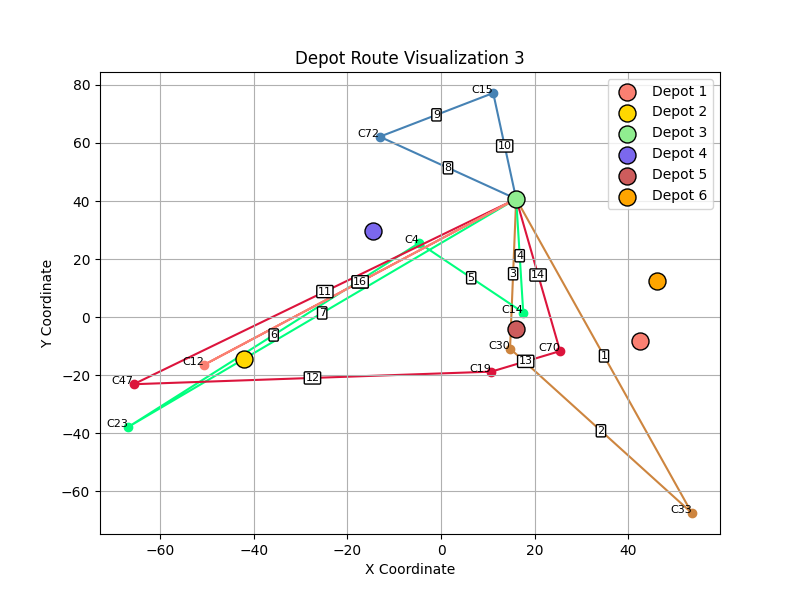 Depot Route Visualization 3
Depot 1
Depot 2
Depot 3
Depot 4
Depot 5
Depot 6
Y Coordinate
80
60
40
20
0
−20
−40
−60
C15
9
C72
10
8
C4
4
3
14
5
11
16
7
C14
6
C30
C70
1
C12
13
C47
12
C19
C23
2
C33
−60
−40
−20
0
20
40
X Coordinate